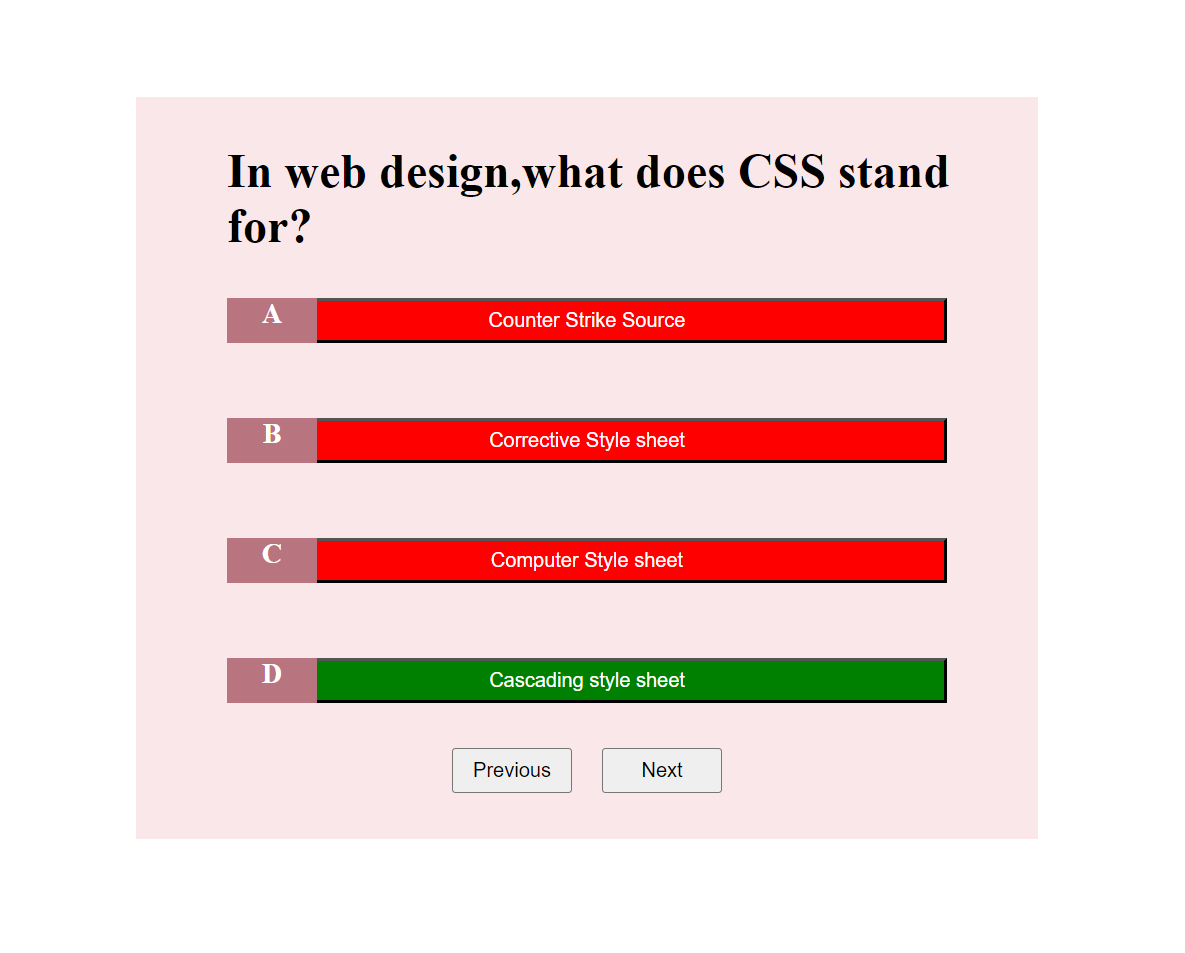 In web design,what does CSS stand
for?
A Counter Strike Source
B Corrective Style sheet
C Computer Style sheet
D Cascading style sheet
Previous Next